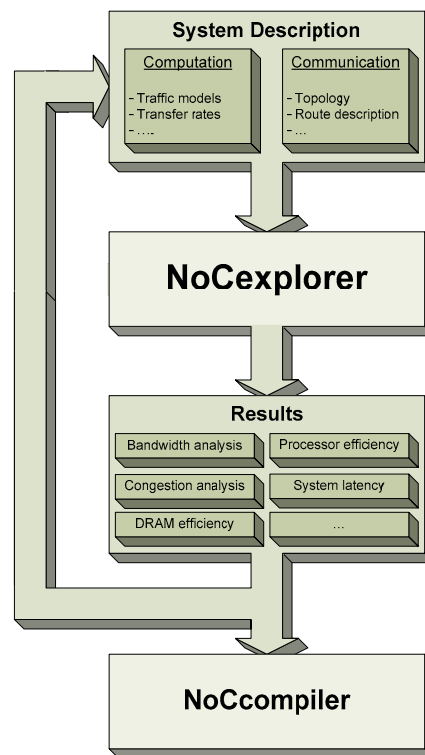 System Description
Computation
- Traffic models
- Transfer rates
- ….
Communication
- Topology
- Route description
- …
NoCexplorer
Results
Bandwidth analysis
Processor efficiency
Congestion analysis
System latency
DRAM efficiency
…
NoCcompiler